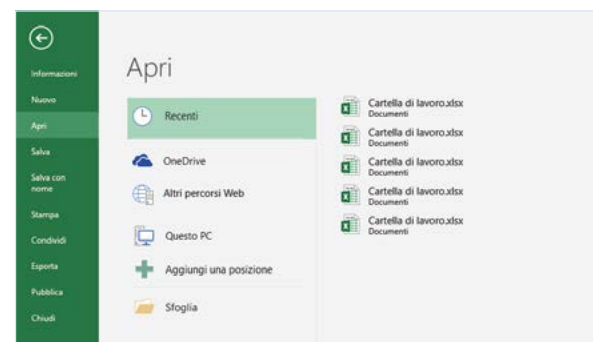 Informazioni
Nuovo
Apri
Salva
Salva con
nome
Stampa
Condividi
Esporta
Pubblica
Chiudi
Apri
Recenti
OneDrive
Altri percorsi Web
Questo PC
Aggiungi una posizione
Sfoglia
Cartella di lavoro.xlsx
Documenti
Cartella di lavoro.xlsx
Documenti
Cartella di lavoro.xlsx
Documenti
Cartella di lavoro.xlsx
Documenti
Cartella di lavoro.xlsx
Documenti